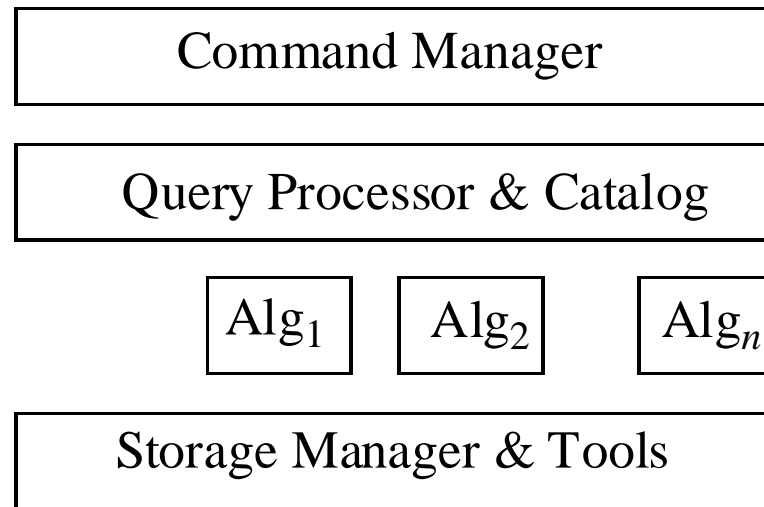 Command Manager
Query Processor & Catalog
Alg₁ Alg₂ Algₙ
Storage Manager & Tools